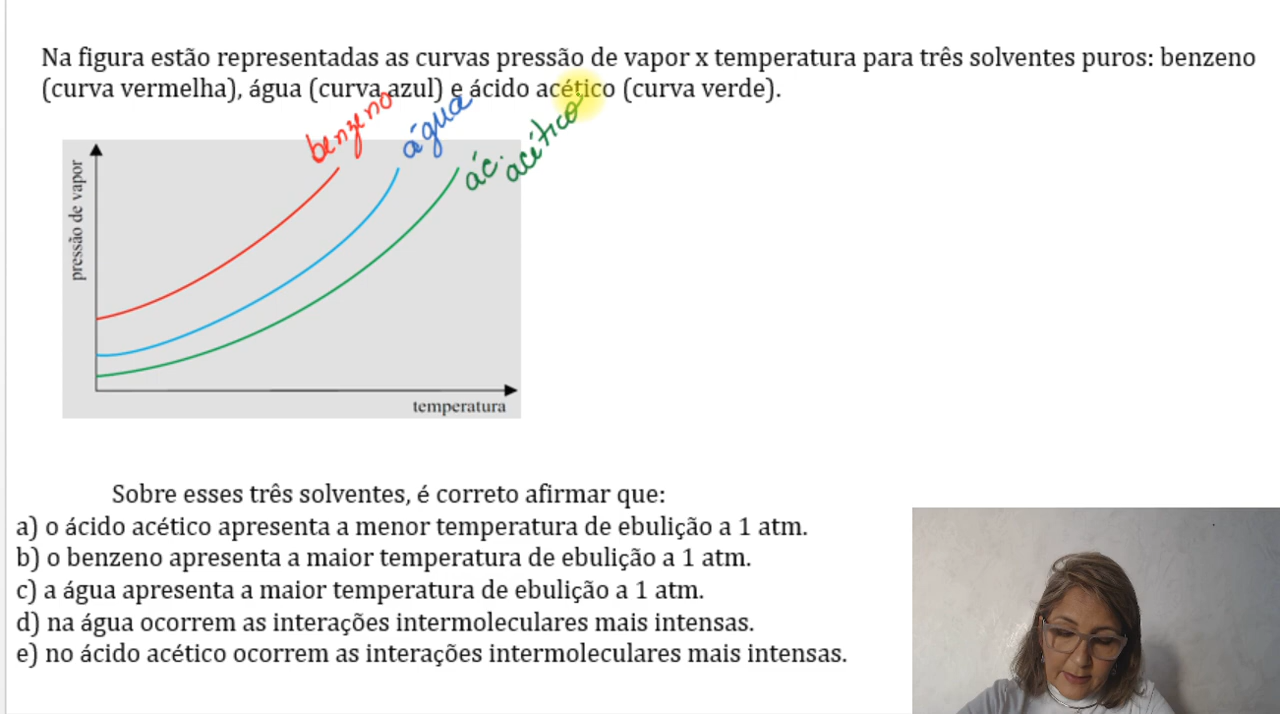 Na figura estão representadas as curvas pressão de vapor x temperatura para três solventes puros: benzeno
(curva vermelha), água (curva azul) e ácido acético (curva verde).
benzeno
água
ác. acético
pressão de vapor
temperatura
Sobre esses três solventes, é correto afirmar que:
a) o ácido acético apresenta a menor temperatura de ebulição a 1 atm.
b) o benzeno apresenta a maior temperatura de ebulição a 1 atm.
c) a água apresenta a maior temperatura de ebulição a 1 atm.
d) na água ocorrem as interações intermoleculares mais intensas.
e) no ácido acético ocorrem as interações intermoleculares mais intensas.